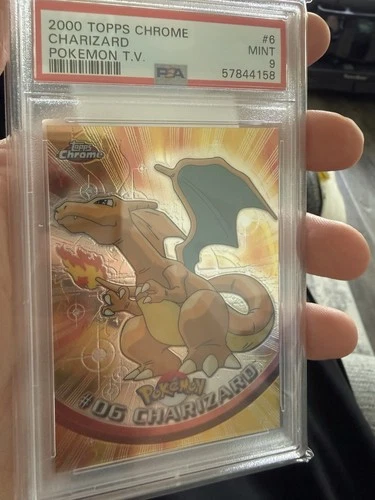 2000 TOPPS CHROME #6
CHARIZARD MINT
POKEMON T.V. 9
PSA 57844158
Topps
Chrome
POKéMON
#06 CHARIZARD